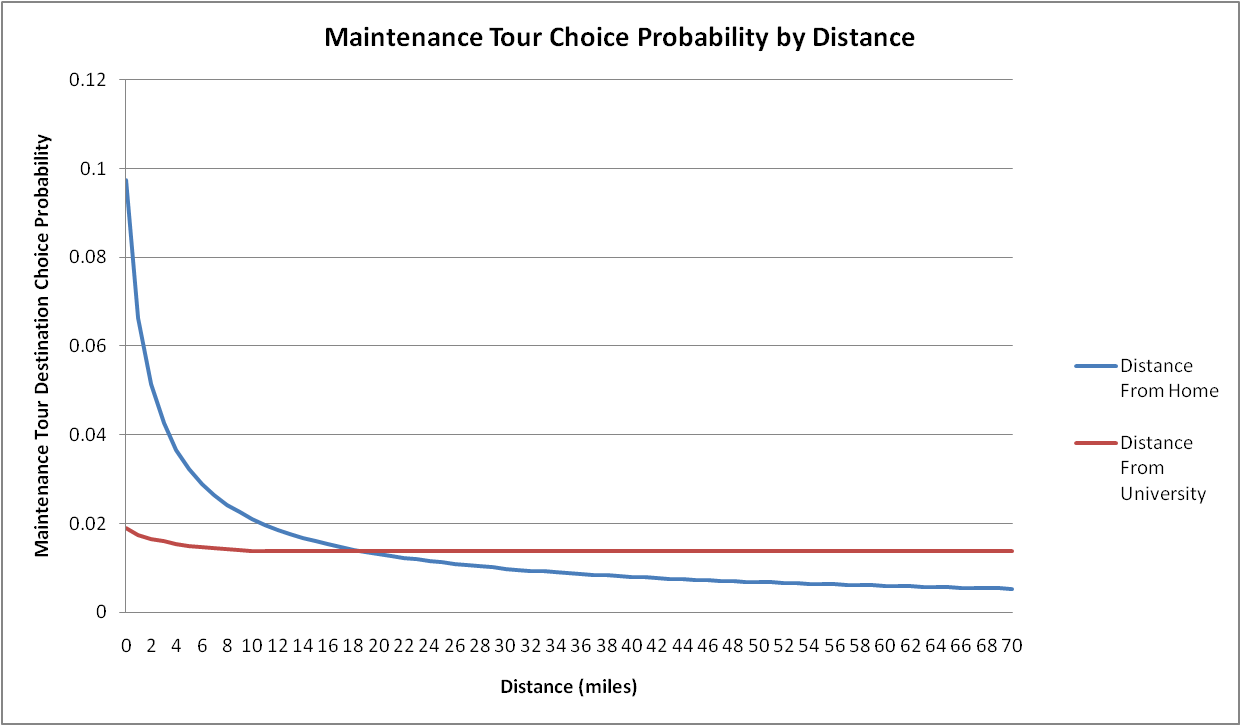 Maintenance Tour Choice Probability by Distance
Maintenance Tour Destination Choice Probability
0.12
0.1
0.08
0.06
0.04
0.02
0
0 2 4 6 8 10 12 14 16 18 20 22 24 26 28 30 32 34 36 38 40 42 44 46 48 50 52 54 56 58 60 62 64 66 68 70
Distance (miles)
Distance
From Home
Distance
From
University